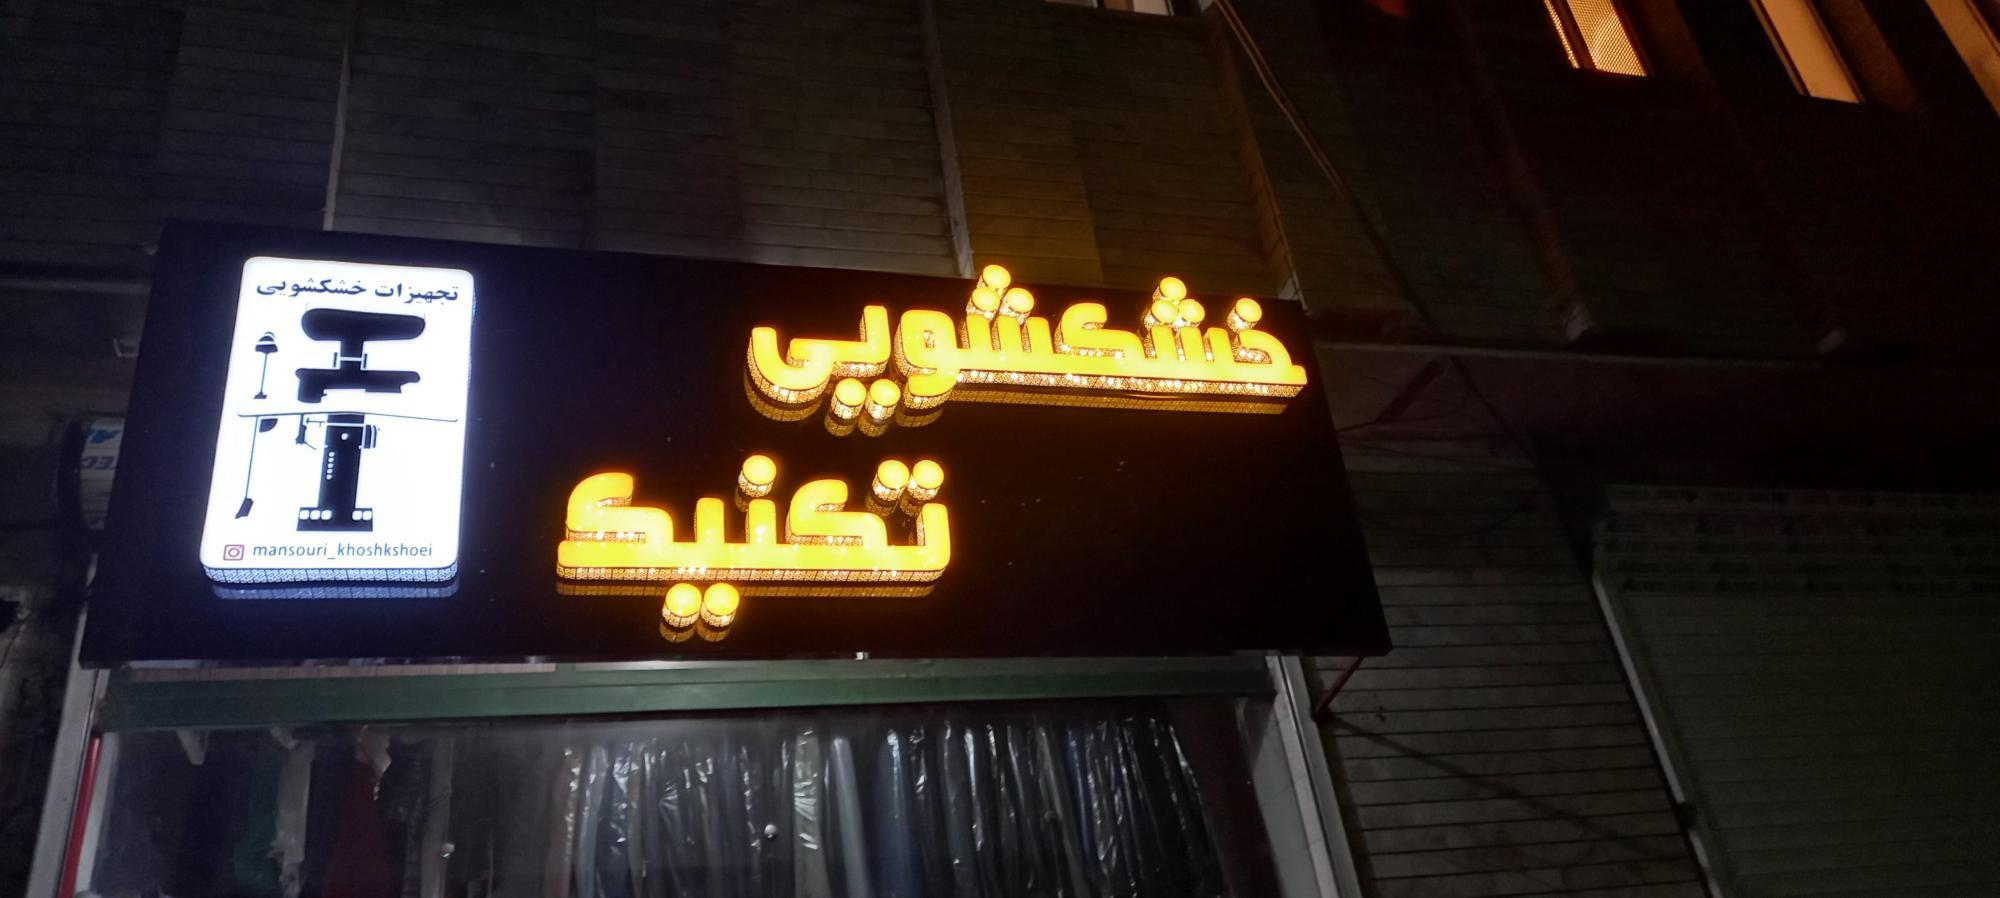 خشکشویی
تکنیک
تجهیزات خشکشویی
mansouri_khoshkshoei